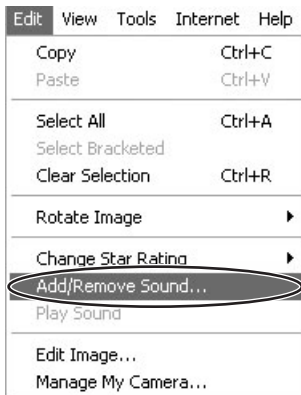 Edit View Tools Internet Help
Copy Ctrl+C
Paste Ctrl+V
Select All Ctrl+A
Select Bracketed
Clear Selection Ctrl+R
Rotate Image
Change Star Rating
Add/Remove Sound...
Play Sound
Edit Image...
Manage My Camera...